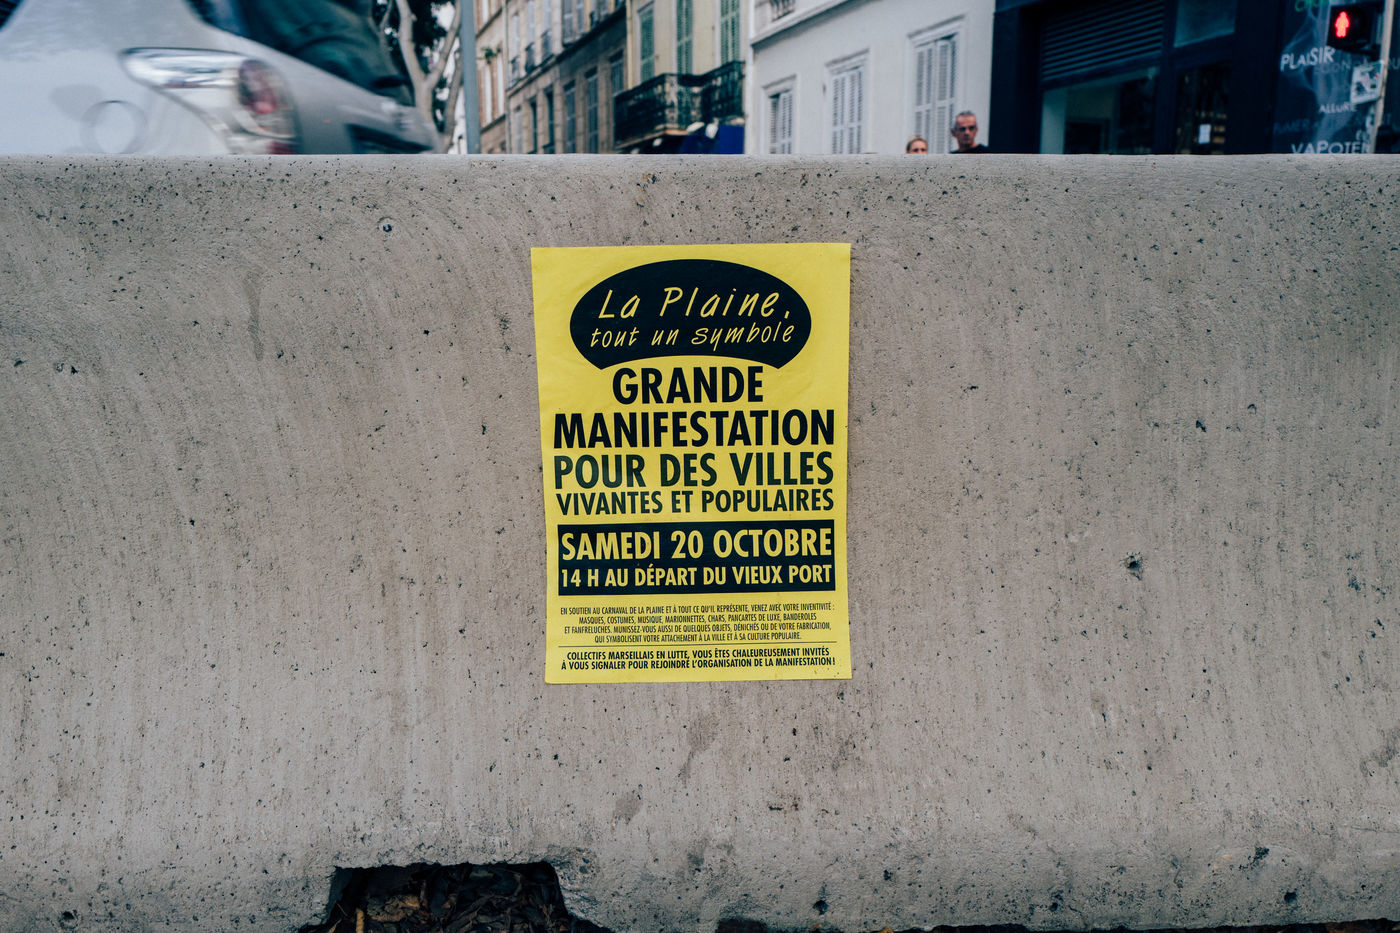 PLAISIR
ALLURE
La Plaine,
tout un symbole
GRANDE
MANIFESTATION
POUR DES VILLES
VIVANTES ET POPULAIRES
SAMEDI 20 OCTOBRE
14 H AU DÉPART DU VIEUX PORT
EN SOUTIEN AU CARNAVAL DE LA PLAINE ET À TOUT CE QU'IL REPRÉSENTE, VENEZ AVEC VOTRE INVENTIVITÉ :
MASQUES, COSTUMES, MUSIQUE, MARIONNETTES, CHARS, PANCARTES DE LUXE, BANDEROLES
ET FANFRELUCHES. MUNISSEZ-VOUS AUSSI DE QUELQUES OBJETS, DÉNICHÉS OU DE VOTRE FABRICATION,
QUI SYMBOLISENT VOTRE ATTACHEMENT À LA VILLE ET À SA CULTURE POPULAIRE.
COLLECTIFS MARSEILLAIS EN LUTTE, VOUS ÊTES CHALEUREUSEMENT INVITÉS
À VOUS SIGNALER POUR REJOINDRE L'ORGANISATION DE LA MANIFESTATION !